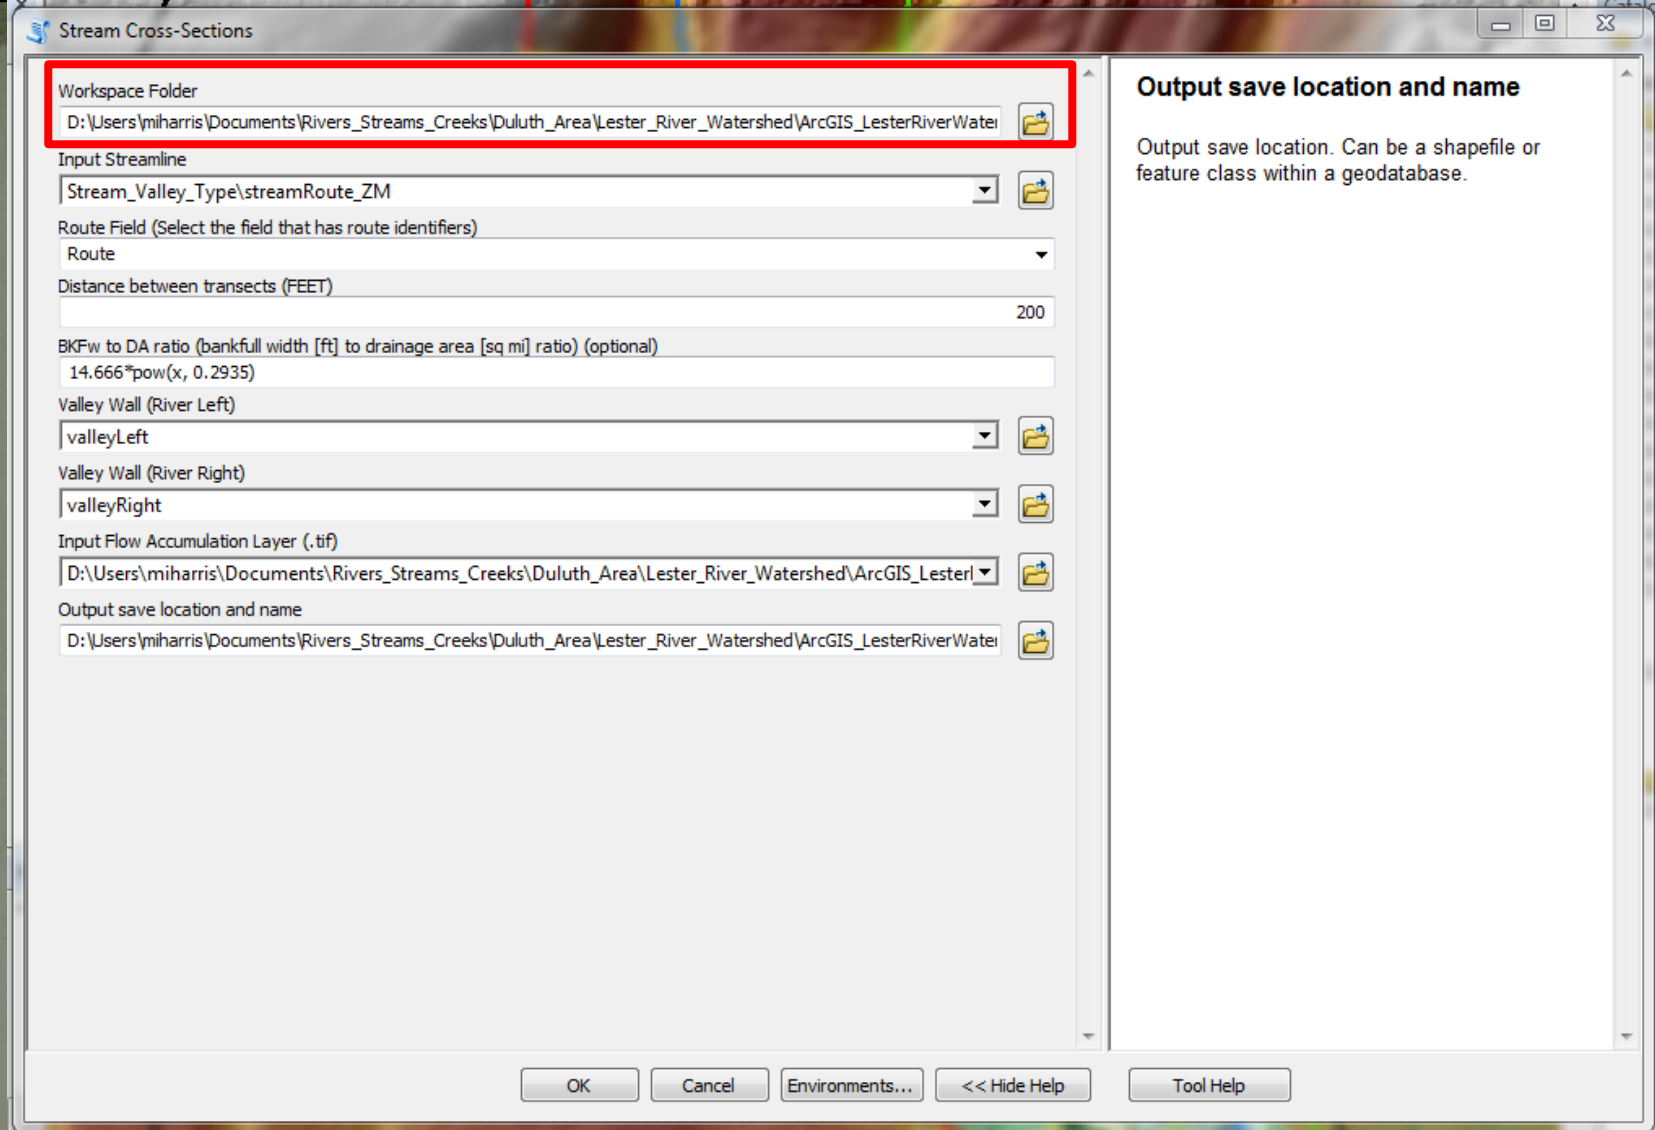 Stream Cross-Sections
Workspace Folder
D:\Users\miharris\Documents\Rivers_Streams_Creeks\Duluth_Area\Lester_River_Watershed\ArcGIS_LesterRiverWater
Input Streamline
Stream_Valley_Type\streamRoute_ZM
Route Field (Select the field that has route identifiers)
Route
Distance between transects (FEET)
200
BKFw to DA ratio (bankfull width [ft] to drainage area [sq mi] ratio) (optional)
14.666*pow(x, 0.2935)
Valley Wall (River Left)
valleyLeft
Valley Wall (River Right)
valleyRight
Input Flow Accumulation Layer (.tif)
D:\Users\miharris\Documents\Rivers_Streams_Creeks\Duluth_Area\Lester_River_Watershed\ArcGIS_Lester
Output save location and name
D:\Users\miharris\Documents\Rivers_Streams_Creeks\Duluth_Area\Lester_River_Watershed\ArcGIS_LesterRiverWater
OK
Cancel
Environments...
<< Hide Help
Output save location and name
Output save location. Can be a shapefile or
feature class within a geodatabase.
Tool Help